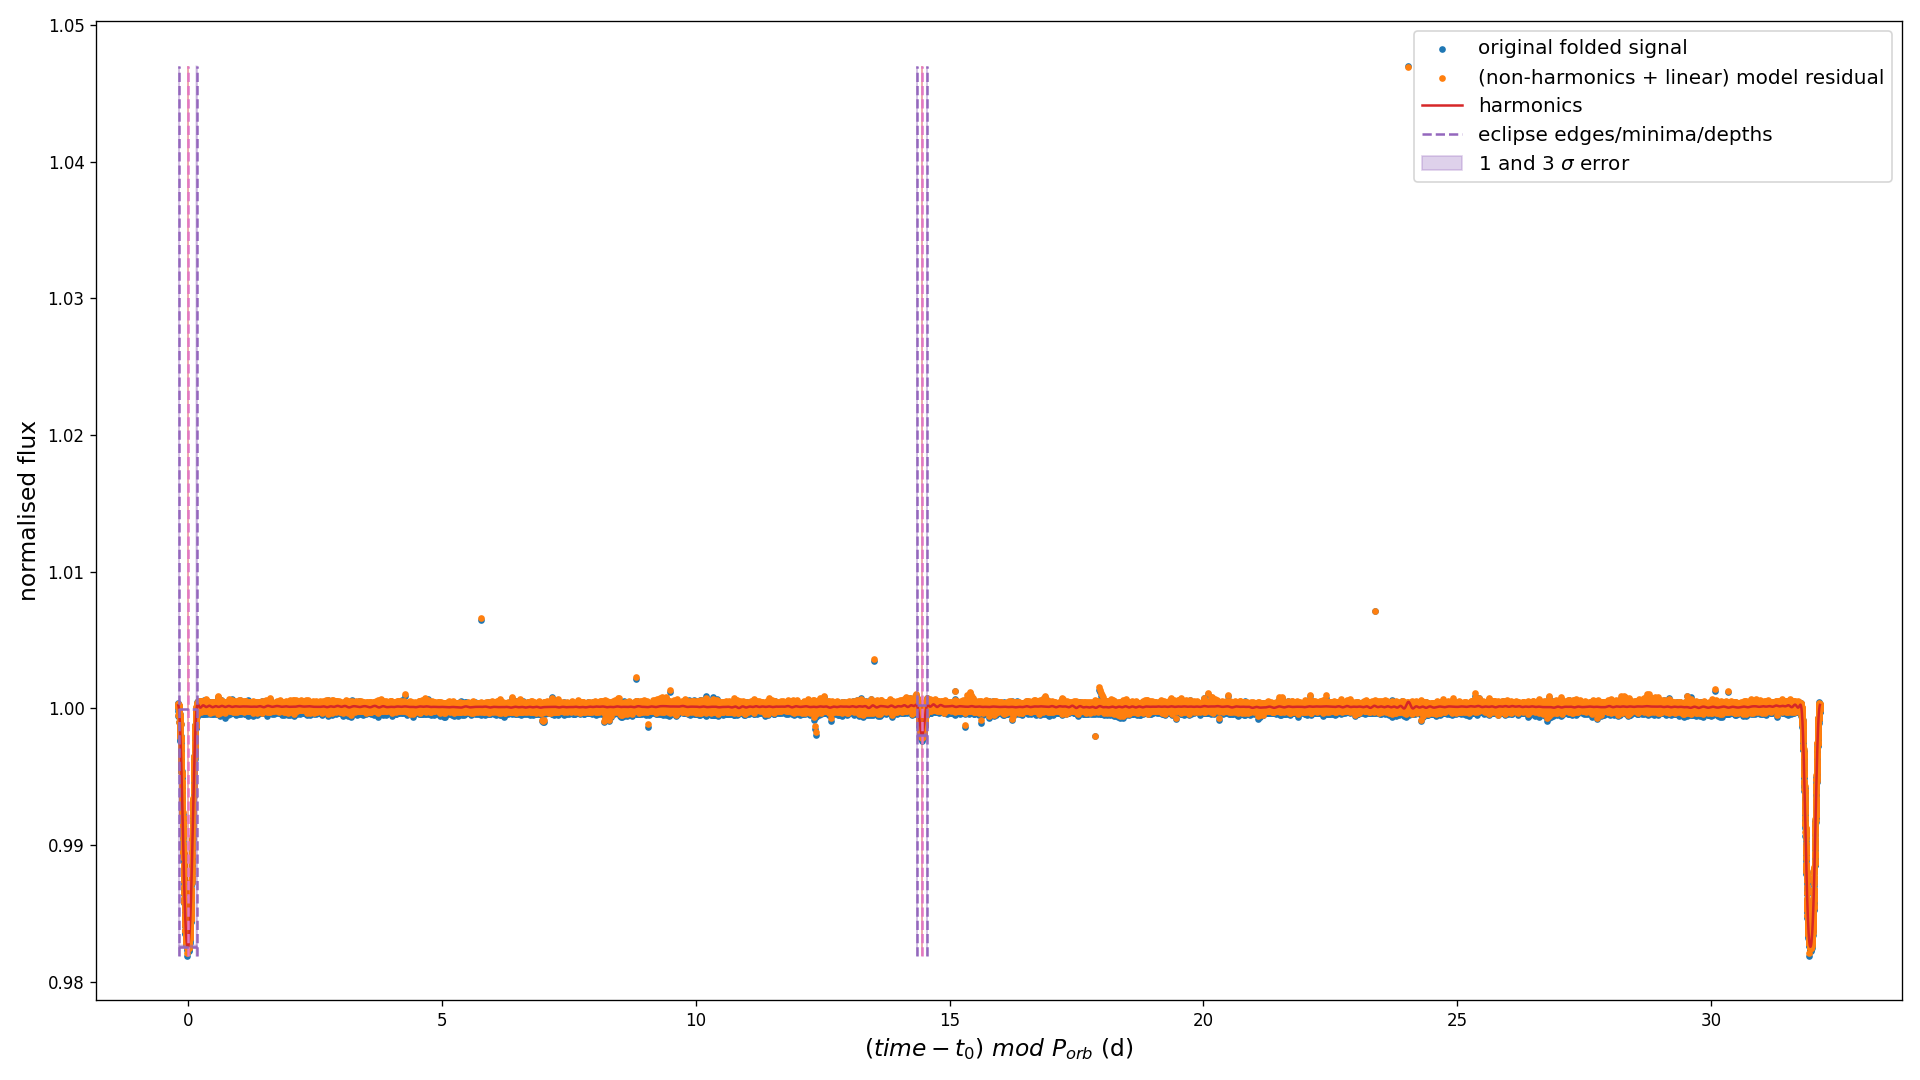 1.05
1.04
1.03
1.02
1.01
1.00
0.99
0.98
normalised flux
original folded signal
(non-harmonics + linear) model residual
harmonics
eclipse edges/minima/depths
1 and 3 σ error
0 5 10 15 20 25 30
(time − t₀) mod Pₒᵣb (d)